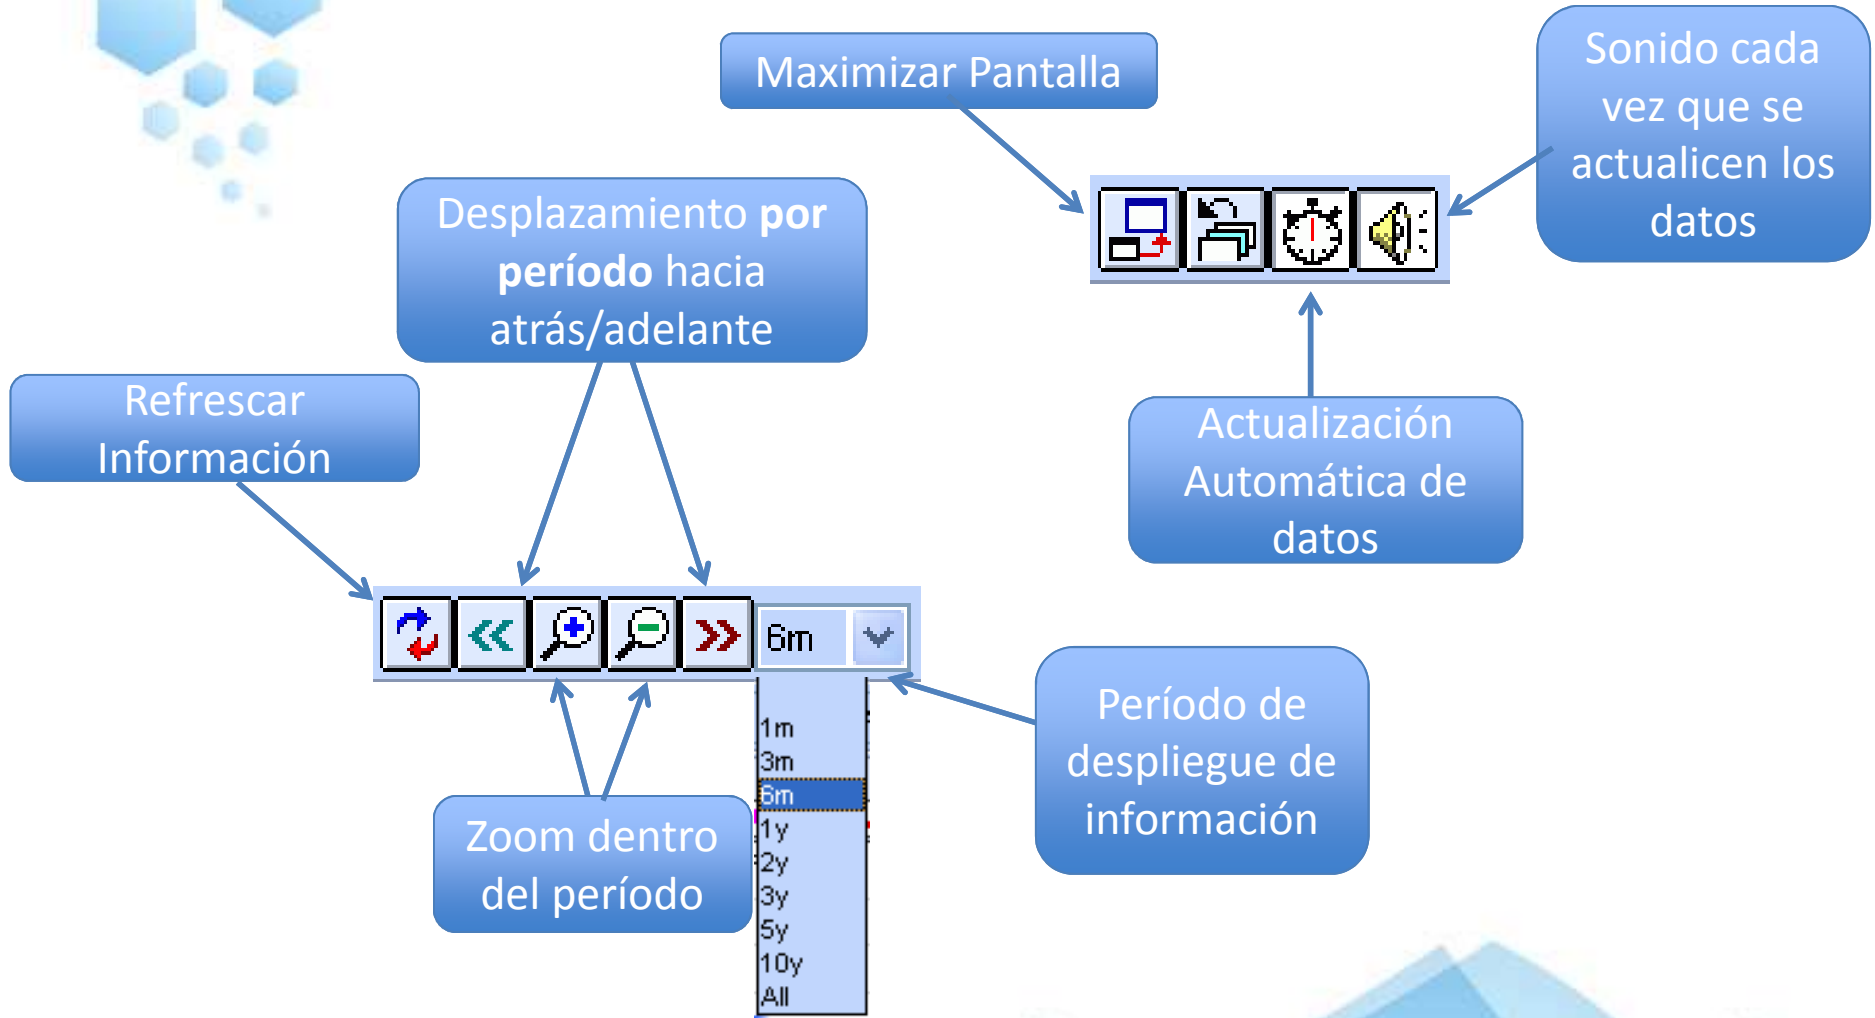 Maximizar Pantalla
Sonido cada
vez que se
actualicen los
datos
Desplazamiento por
período hacia
atrás/adelante
Refrescar
Información
Actualización
Automática de
datos
6m
1m
3m
6m
1y
2y
3y
5y
10y
All
Período de
despliegue de
información
Zoom dentro
del período